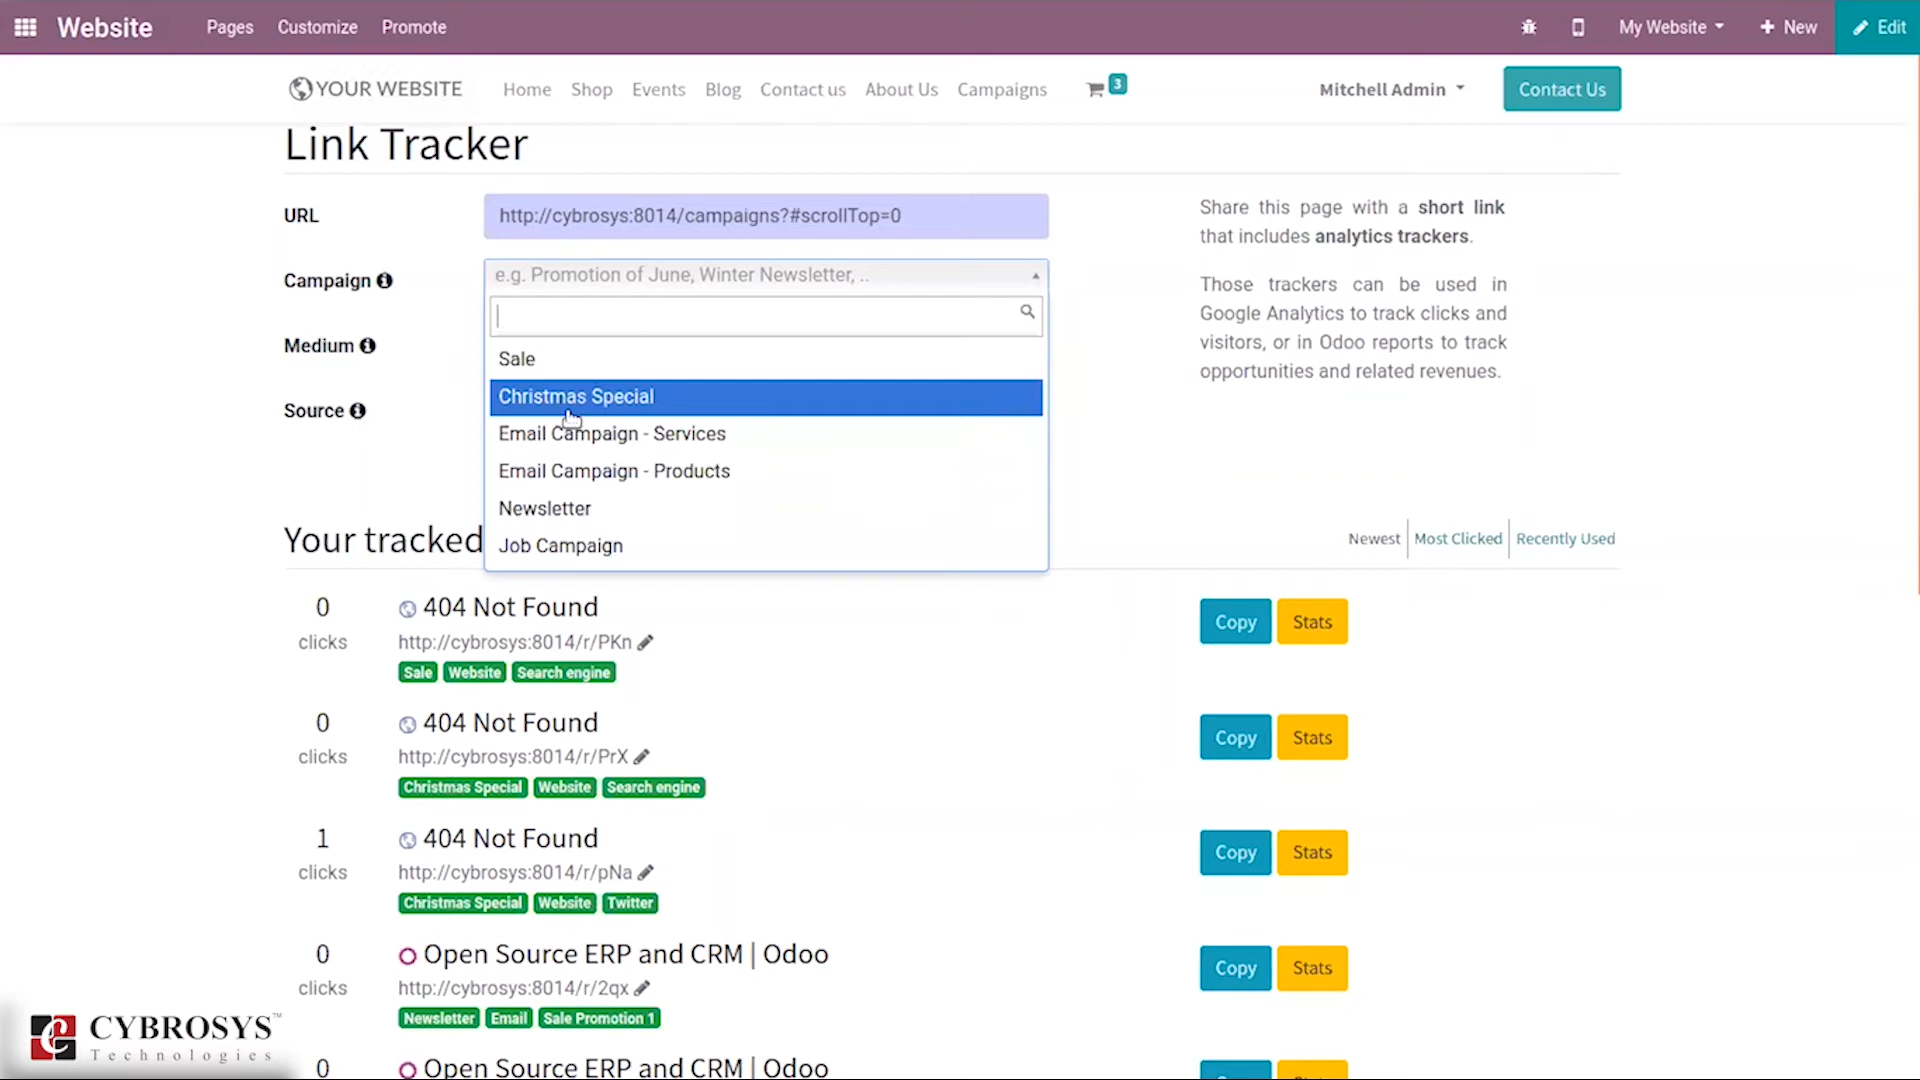 Website Pages Customize Promote My Website + New Edit
YOUR WEBSITE Home Shop Events Blog Contact us About Us Campaigns 3 Mitchell Admin Contact Us
Link Tracker
URL http://cybrosys:8014/campaigns?#scrollTop=0
Share this page with a short link
that includes analytics trackers.
Campaign e.g. Promotion of June, Winter Newsletter, ..
Those trackers can be used in
Google Analytics to track clicks and
visitors, or in Odoo reports to track
opportunities and related revenues.
Medium
Source
Sale
Christmas Special
Email Campaign - Services
Email Campaign - Products
Newsletter
Job Campaign
Your tracked
Newest Most Clicked Recently Used
0 404 Not Found
clicks http://cybrosys:8014/r/PKn
Copy Stats
Sale Website Search engine
0 404 Not Found
clicks http://cybrosys:8014/r/PrX
Copy Stats
Christmas Special Website Search engine
1 404 Not Found
clicks http://cybrosys:8014/r/pNa
Copy Stats
Christmas Special Website Twitter
0 Open Source ERP and CRM | Odoo
clicks http://cybrosys:8014/r/2qx
Copy Stats
Newsletter Email Sale Promotion 1
0 Open Source ERP and CRM | Odoo
CYBROSYS™
Technologies